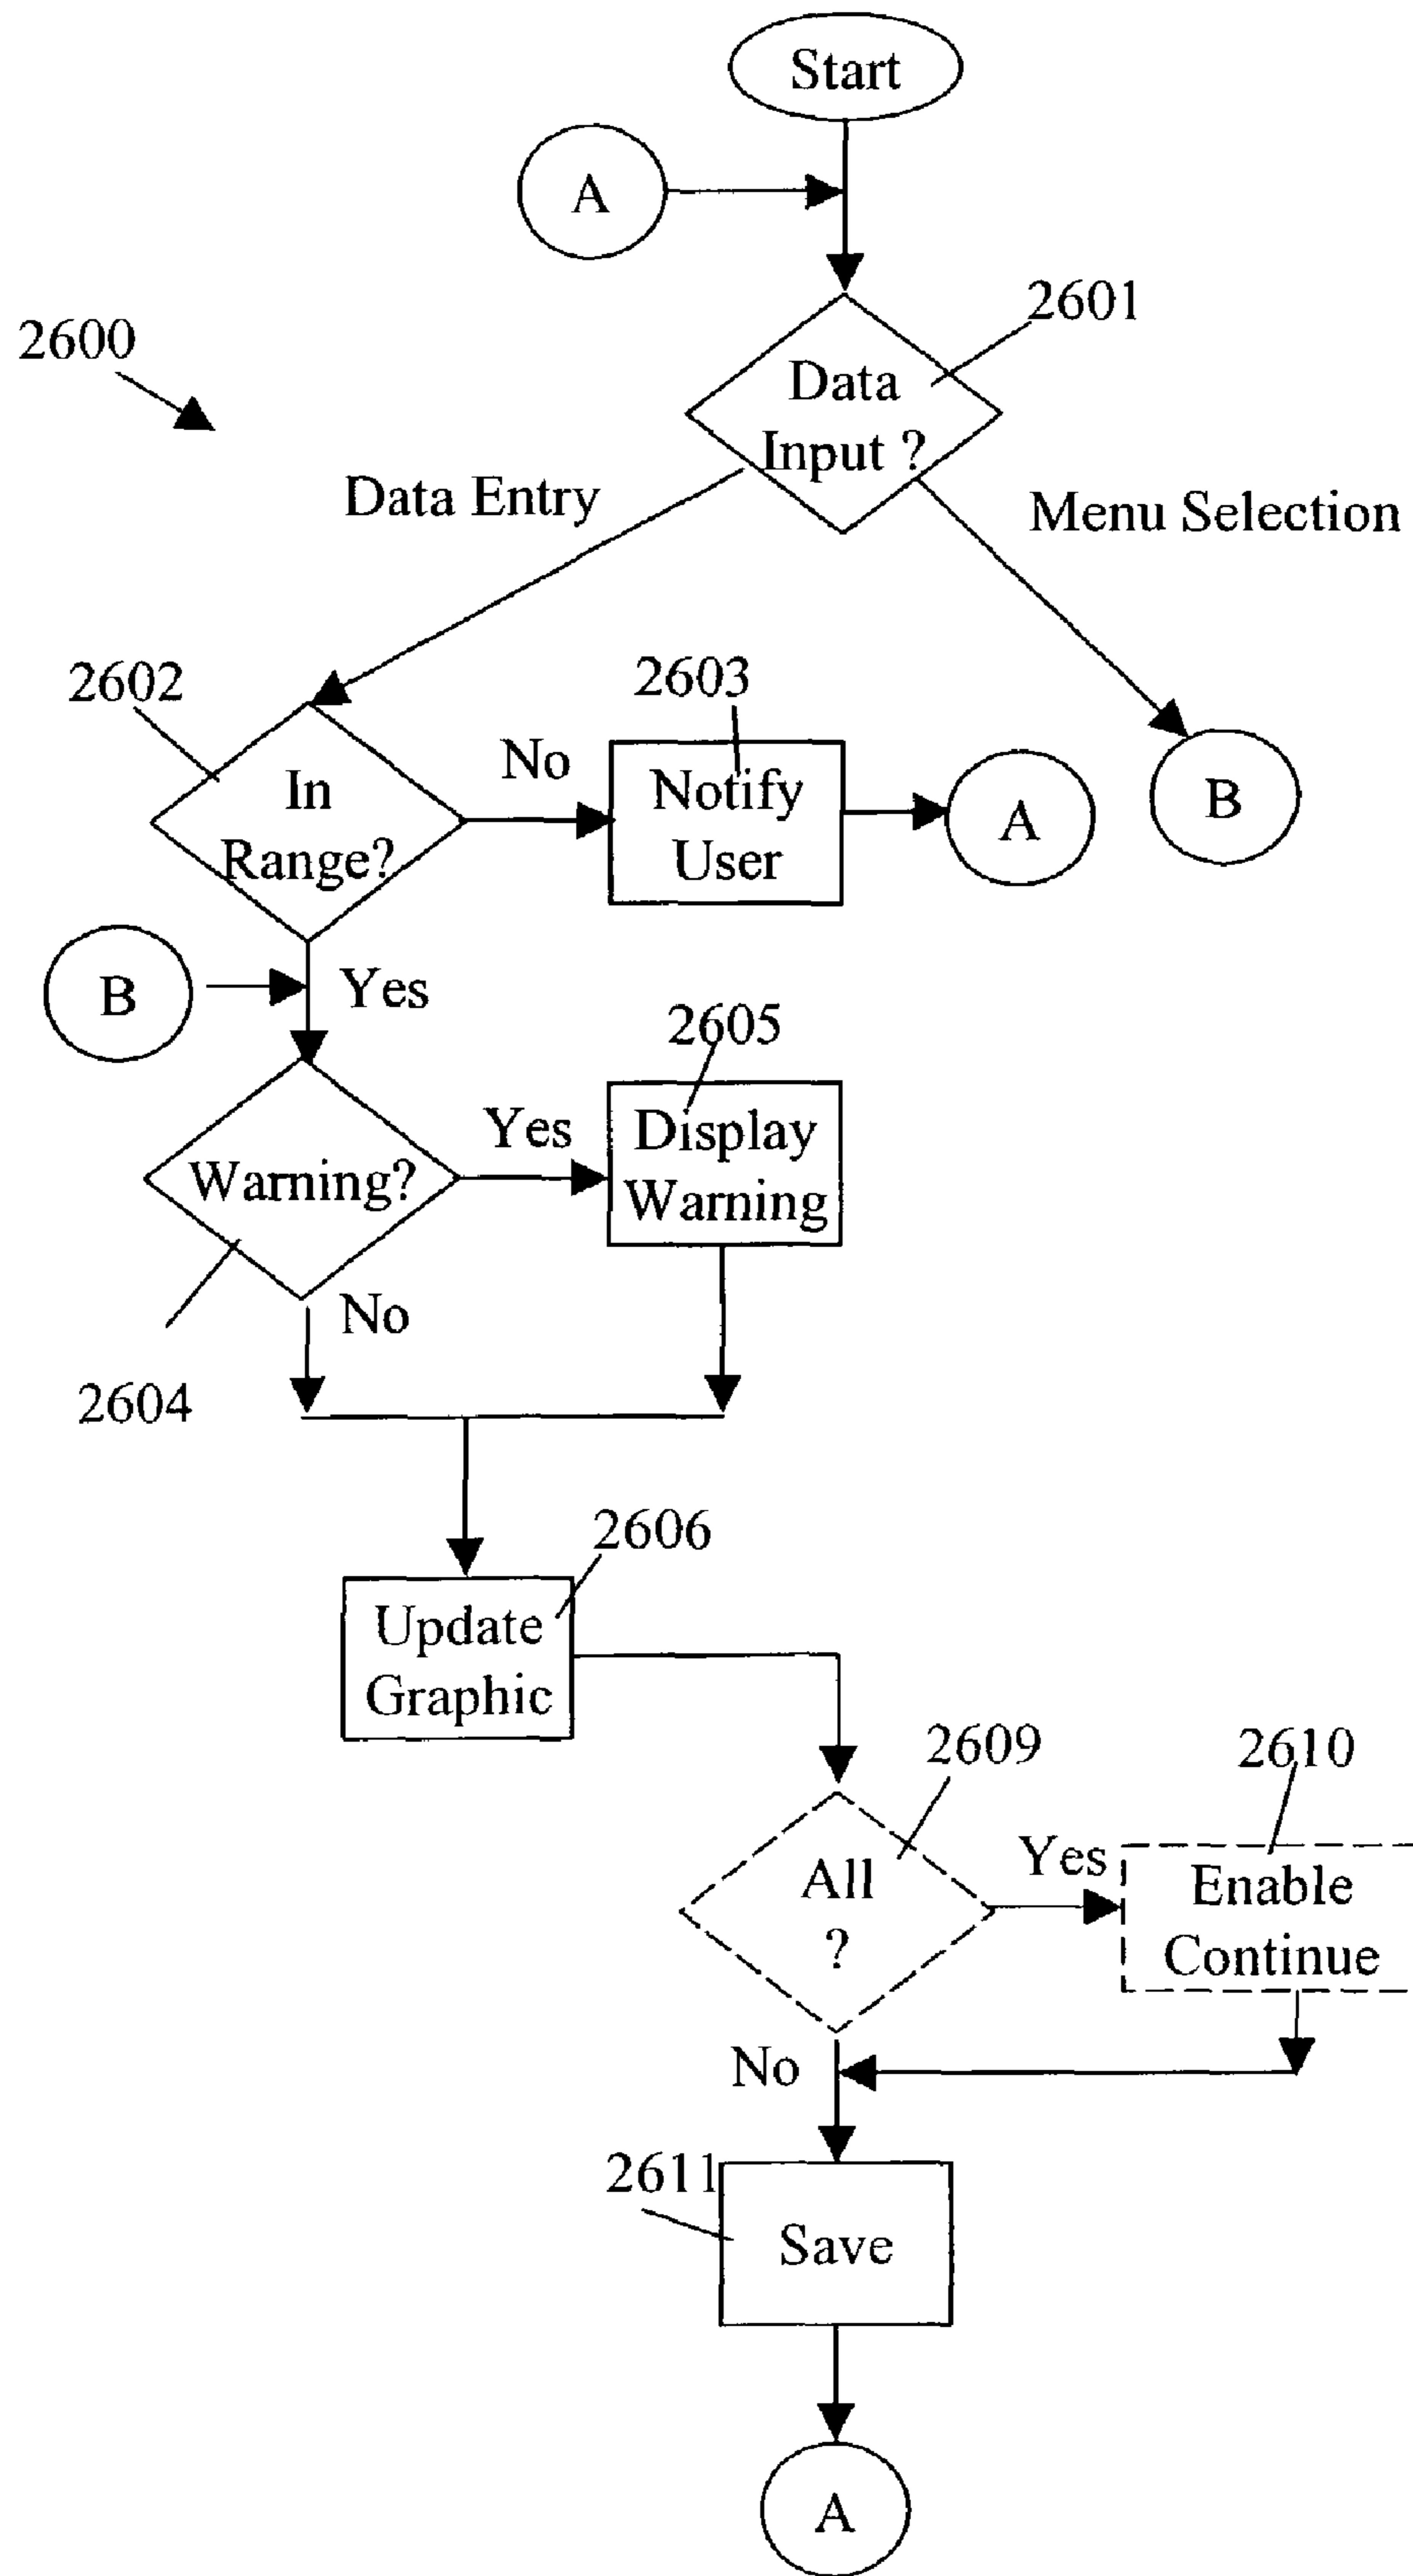 Start
A
2601
2600
Data
Input ?
Data Entry
Menu Selection
2602
2603
In
Range?
No
Notify
User
A
B
B
Yes
2605
Warning?
Yes
Display
Warning
No
2604
2606
Update
Graphic
2609
2610
All
?
Yes
Enable
Continue
No
2611
Save
A